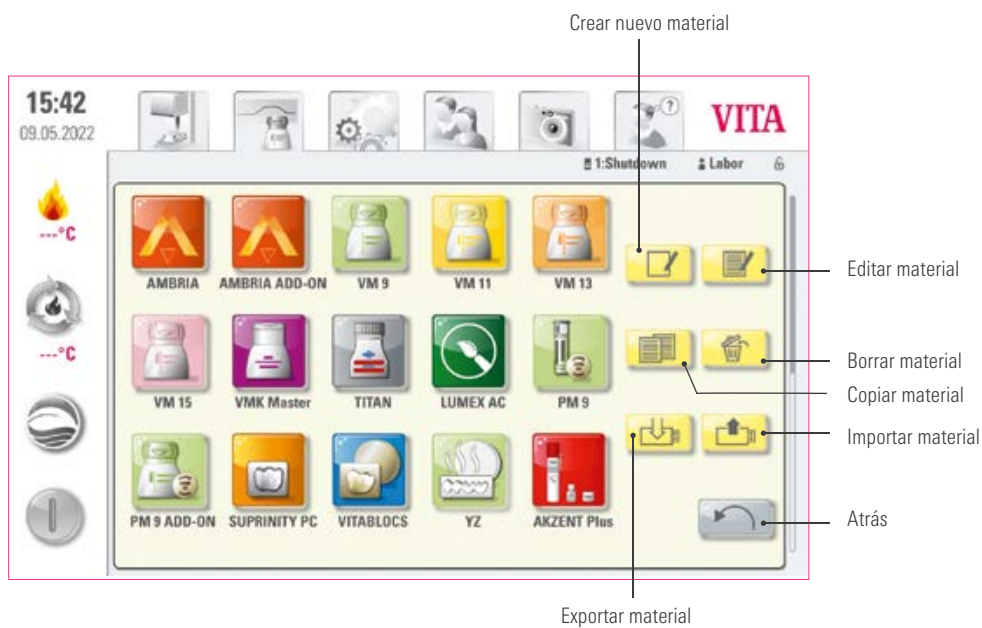 Crear nuevo material
15:42
09.05.2022
VITA
1:Shutdown Labor
---°C
---°C
AMBRIA AMBRIA ADD-ON VM 9 VM 11 VM 13
VM 15 VMK Master TITAN LUMEX AC PM 9
PM 9 ADD-ON SUPRINITY PC VITABLOCS YZ AKZENT Plus
Editar material
Borrar material
Copiar material
Importar material
Atrás
Exportar material